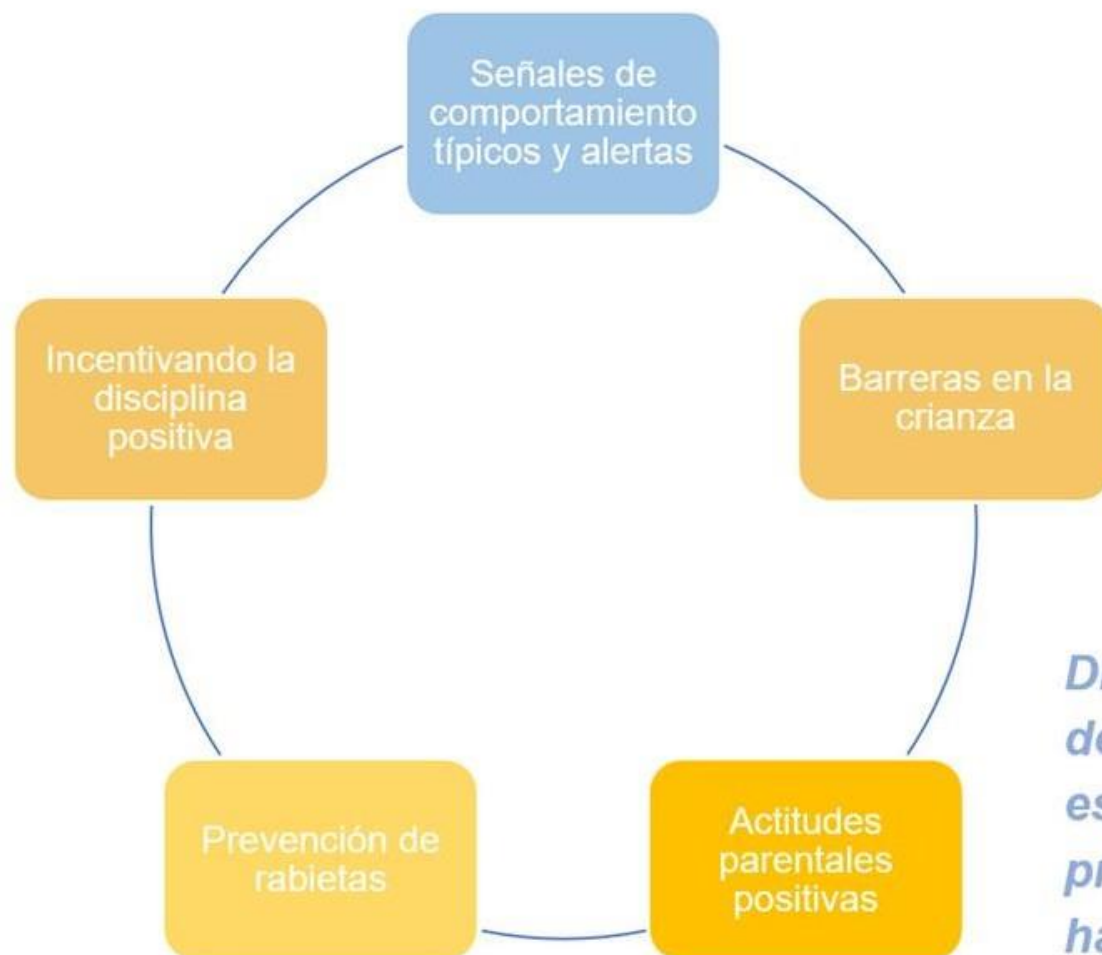 Señales de
comportamiento
típicos y alertas
Incentivando la
disciplina
positiva
Barreras en la
crianza
Prevención de
rabietas
Actitudes
parentales
positivas